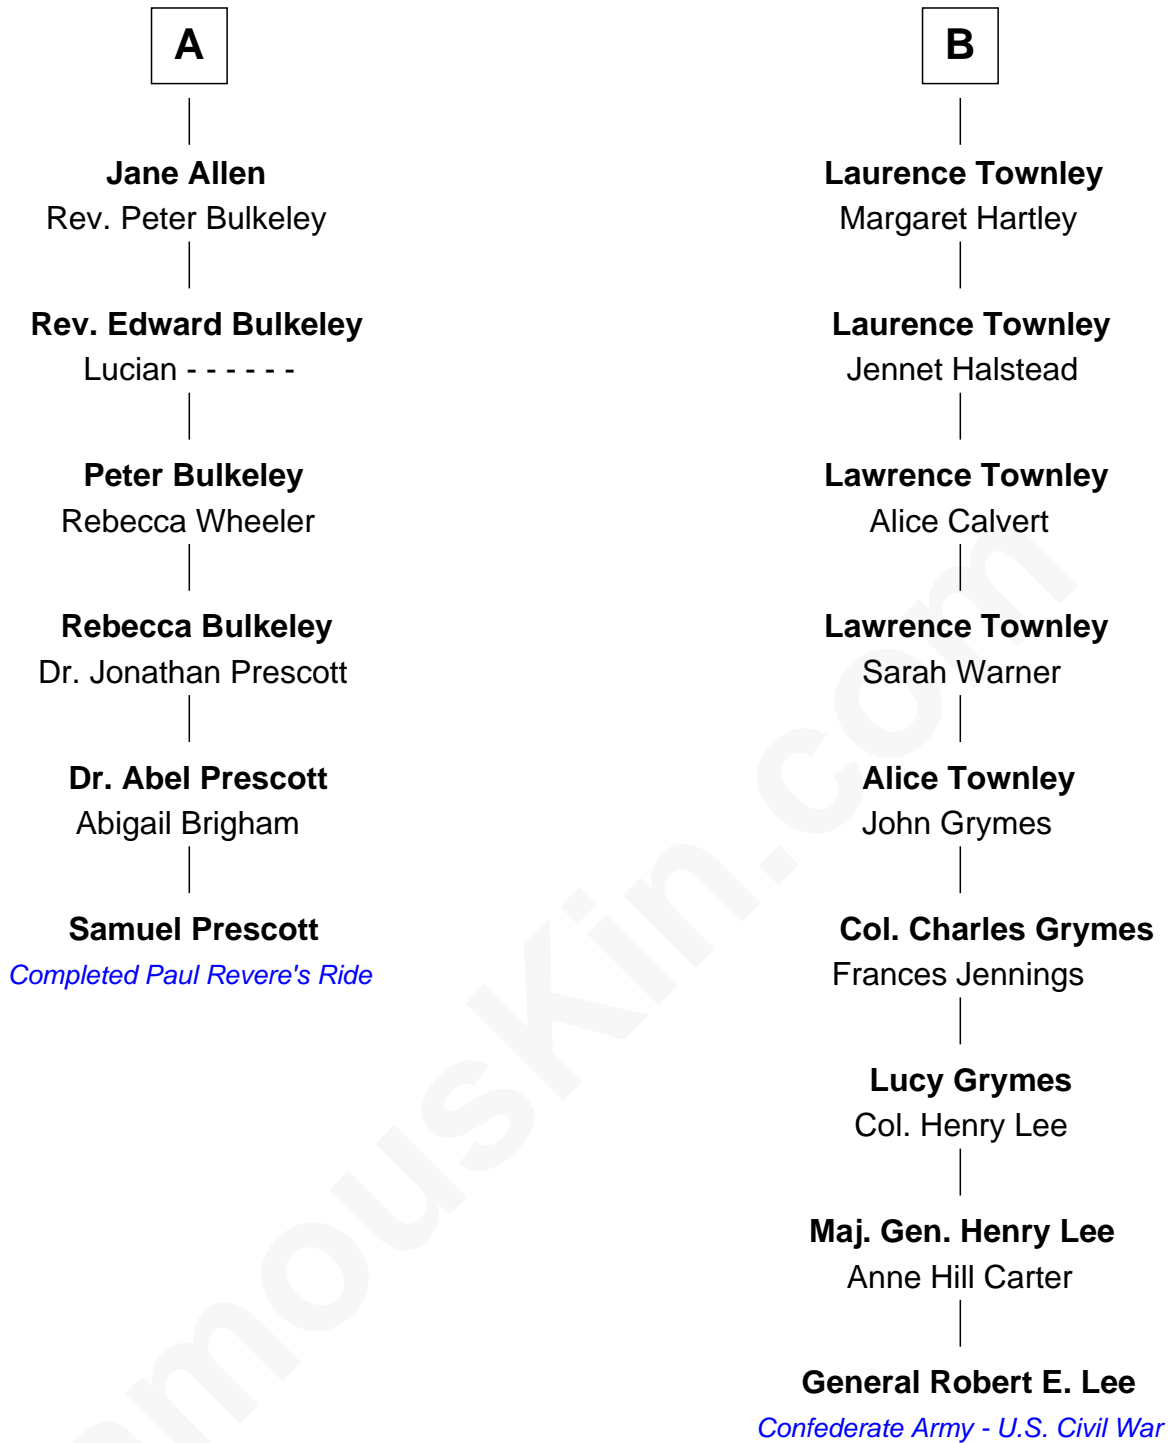 A
Jane Allen
Rev. Peter Bulkeley
Rev. Edward Bulkeley
Lucian - - - - - -
Peter Bulkeley
Rebecca Wheeler
Rebecca Bulkeley
Dr. Jonathan Prescott
Dr. Abel Prescott
Abigail Brigham
Samuel Prescott
Completed Paul Revere's Ride
B
Laurence Townley
Margaret Hartley
Laurence Townley
Jennet Halstead
Lawrence Townley
Alice Calvert
Lawrence Townley
Sarah Warner
Alice Townley
John Grymes
Col. Charles Grymes
Frances Jennings
Lucy Grymes
Col. Henry Lee
Maj. Gen. Henry Lee
Anne Hill Carter
General Robert E. Lee
Confederate Army - U.S. Civil War
amouskin.com